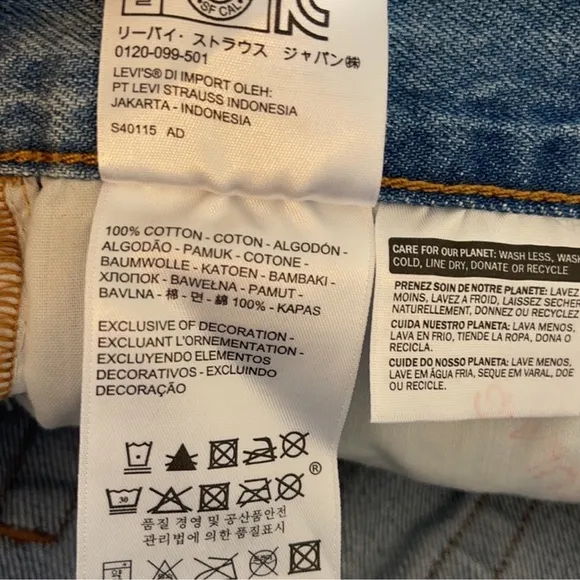 SF CAL
リーバイ・ストラウス ジャパン㈱
0120-099-501
LEVI'S® DI IMPORT OLEH:
PT LEVI STRAUSS INDONESIA
JAKARTA - INDONESIA
S40115 AD
100% COTTON - COTON - ALGODÓN -
ALGODÃO - PAMUK - COTONE -
BAUMWOLLE - KATOEN - BAMBAKI -
ХЛОПОК - BAWEŁNA - PAMUT -
BAVLNA - 棉 - 면 - 綿 100% - KAPAS
EXCLUSIVE OF DECORATION -
EXCLUANT L'ORNEMENTATION -
EXCLUYENDO ELEMENTOS
DECORATIVOS - EXCLUINDO
DECORAÇÃO
®
30
품질 경영 및 공산품안전
관리법에 의한 품질표시
CARE FOR OUR PLANET: WASH LESS, WASH
COLD, LINE DRY, DONATE OR RECYCLE
PRENEZ SOIN DE NOTRE PLANETE: LAVEZ
MOINS, LAVEZ A FROID, LAISSEZ SECHER
NATURELLEMENT, DONNEZ OU RECYCLEZ
CUIDA NUESTRO PLANETA: LAVA MENOS,
LAVA EN FRIO, TIENDE LA ROPA, DONA O
RECICLA.
CUIDE DO NOSSO PLANETA: LAVE MENOS,
LAVE EM ÁGUA FRIA, SEQUE EM VARAL, DOE
OU RECICLE.